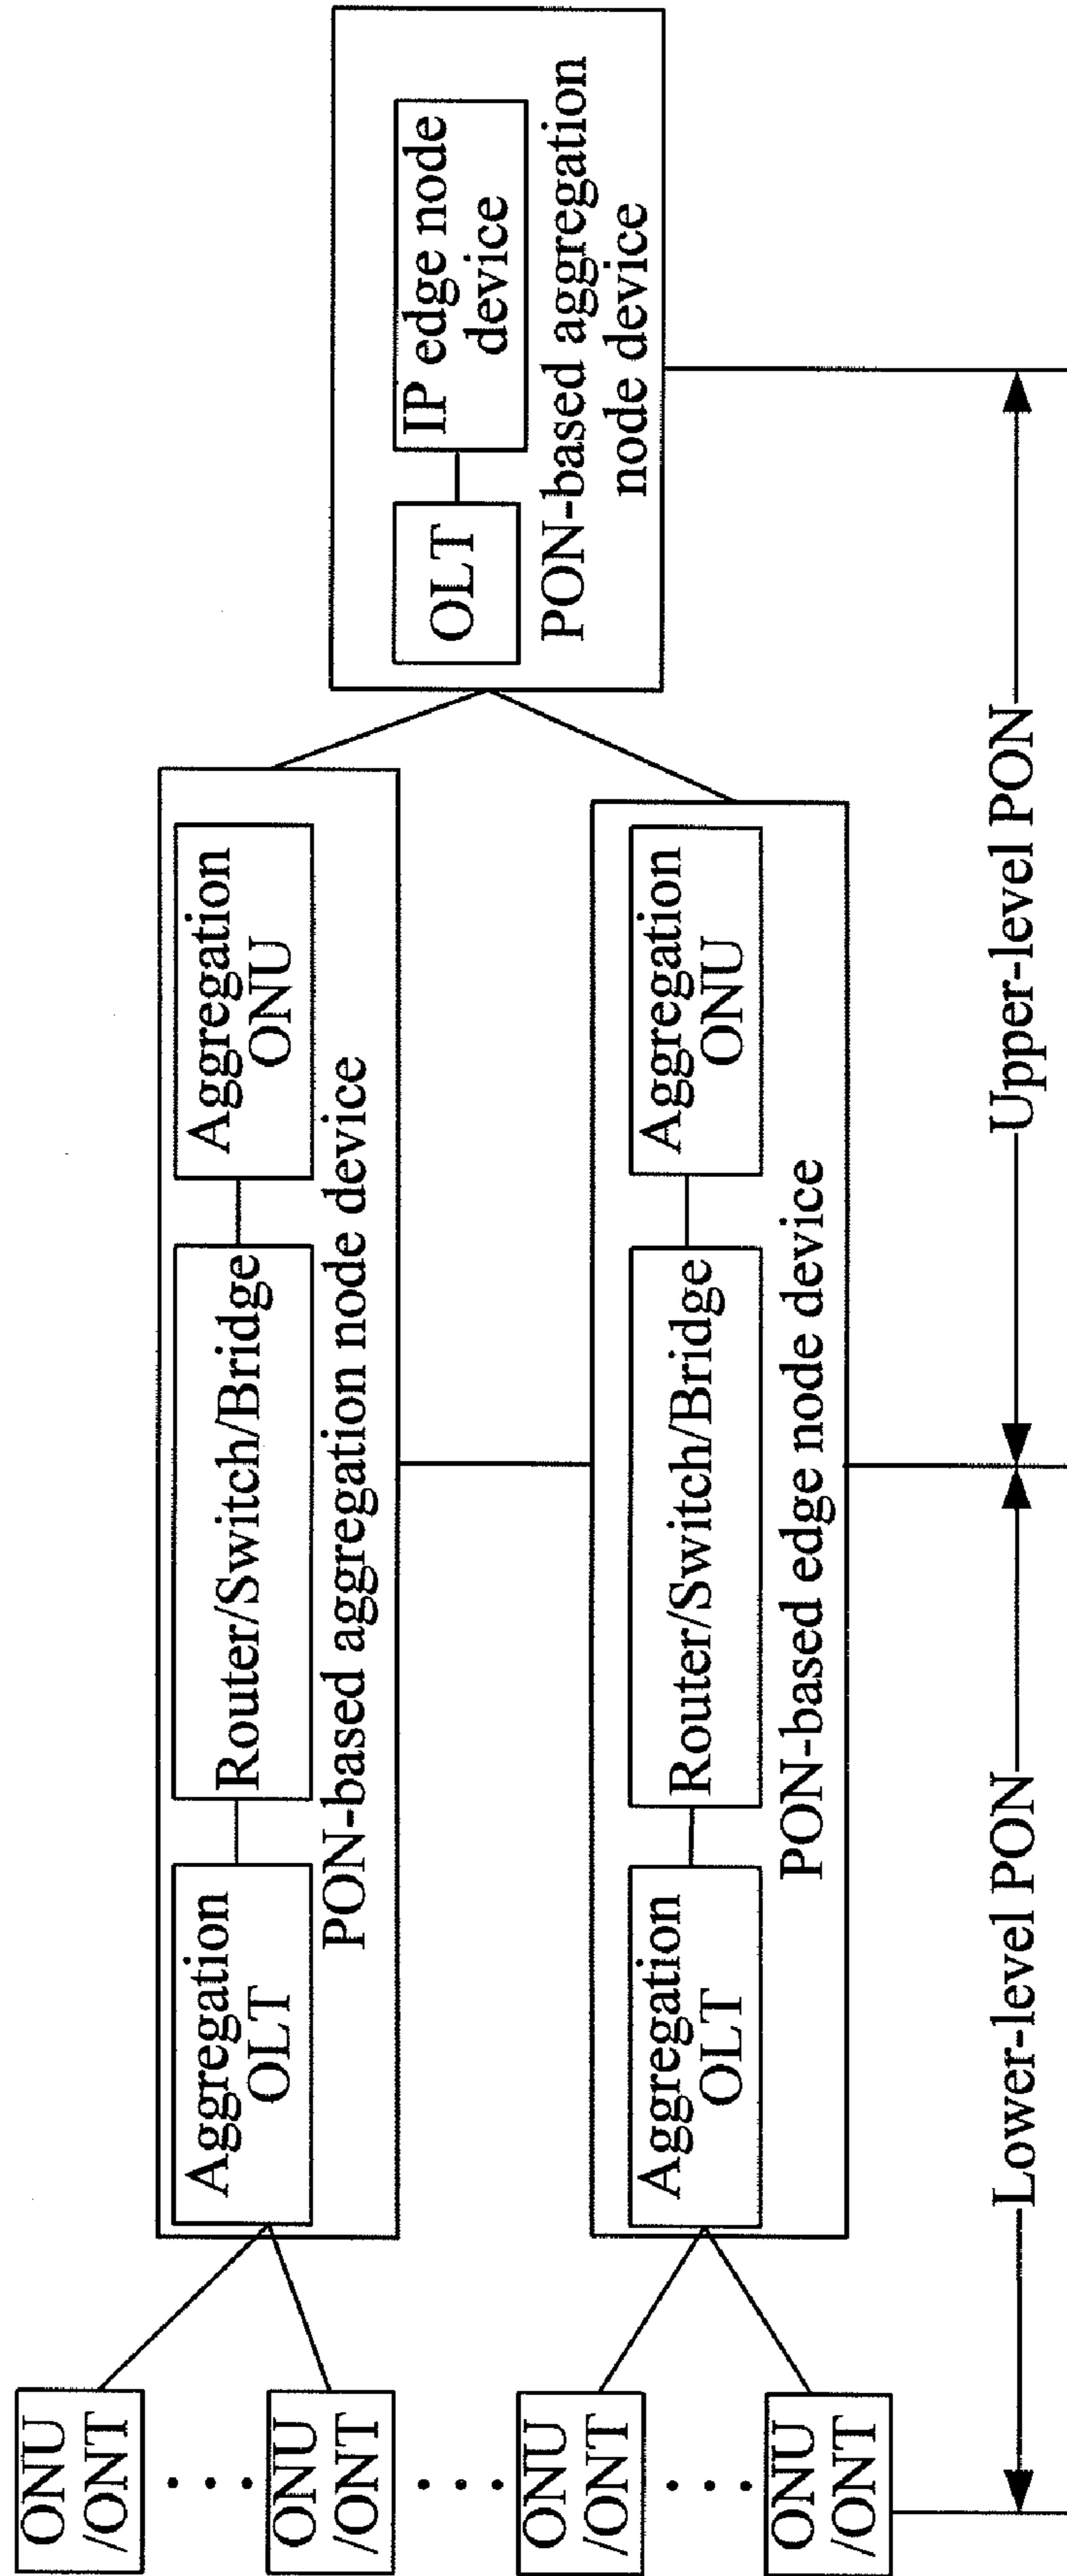 ONU
/ONT
ONU
/ONT
ONU
/ONT
ONU
/ONT
Aggregation
OLT
Router/Switch/Bridge
Aggregation
ONU
PON-based aggregation node device
Aggregation
OLT
Router/Switch/Bridge
Aggregation
ONU
PON-based edge node device
OLT
IP edge node
device
PON-based aggregation
node device
Lower-level PON
Upper-level PON